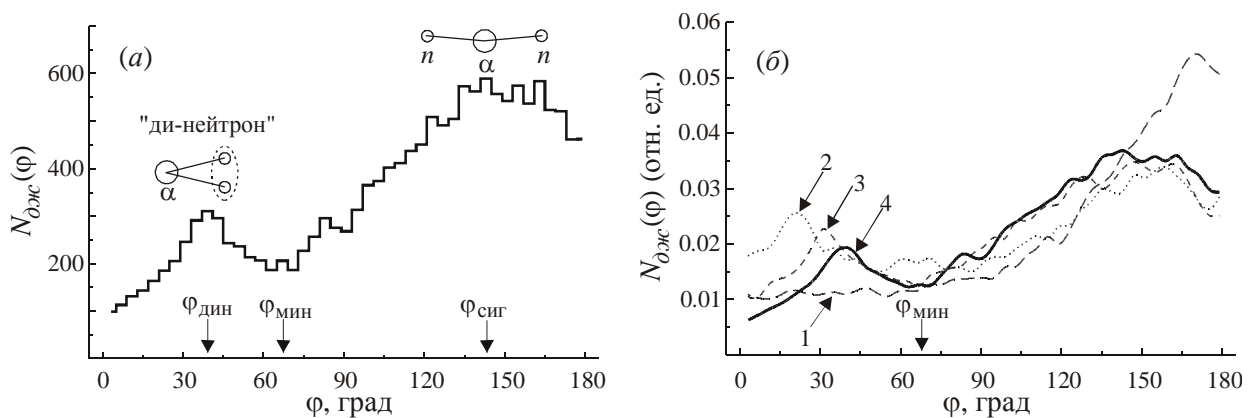 (а)
"ди-нейтрон"
α
n
α
n
N_дж(φ)
600
400
200
φ_дин
φ_мин
φ_сиг
0 30 60 90 120 150 180
φ, град
(б)
N_дж(φ) (отн. ед.)
0.06
0.05
0.04
0.03
0.02
0.01
2
3
4
1
φ_мин
0 30 60 90 120 150 180
φ, град